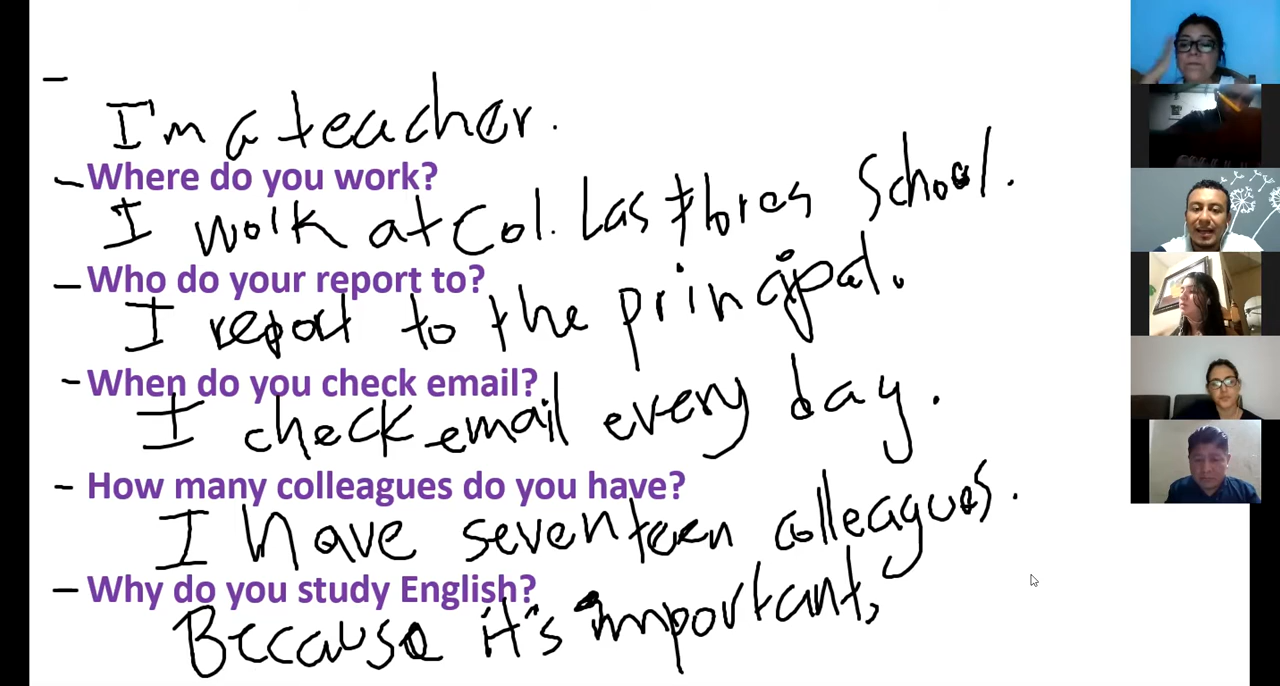 I'm a teacher.
Where do you work?
I work at Col. Las flores School.
Who do your report to?
I report to the principal.
When do you check email?
I check email every day.
How many colleagues do you have?
I have seventeen colleagues.
Why do you study English?
Because it's important,